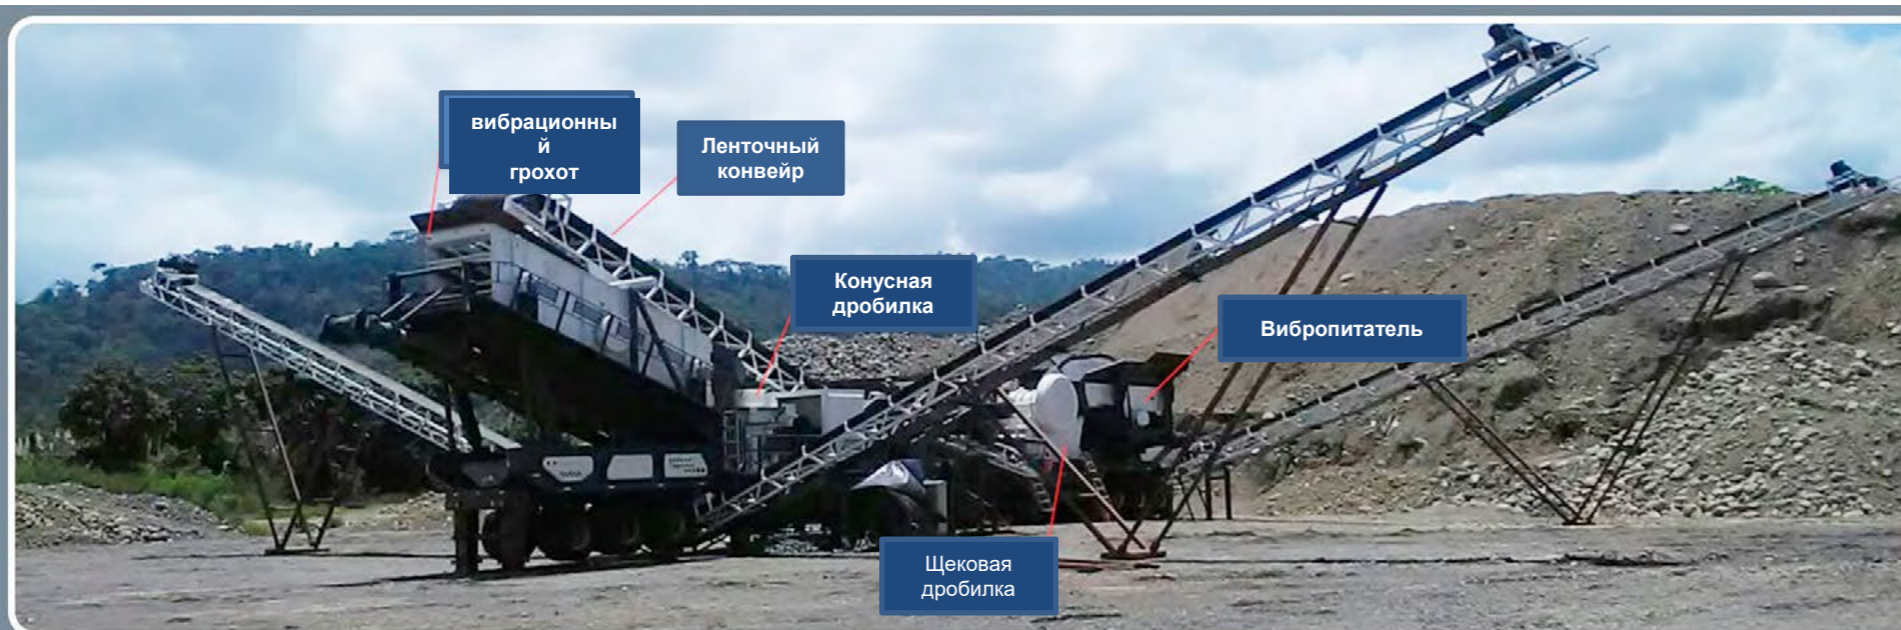 вибрационны
й
грохот
Ленточный
конвейр
Конусная
дробилка
Вибропитатель
Щековая
дробилка